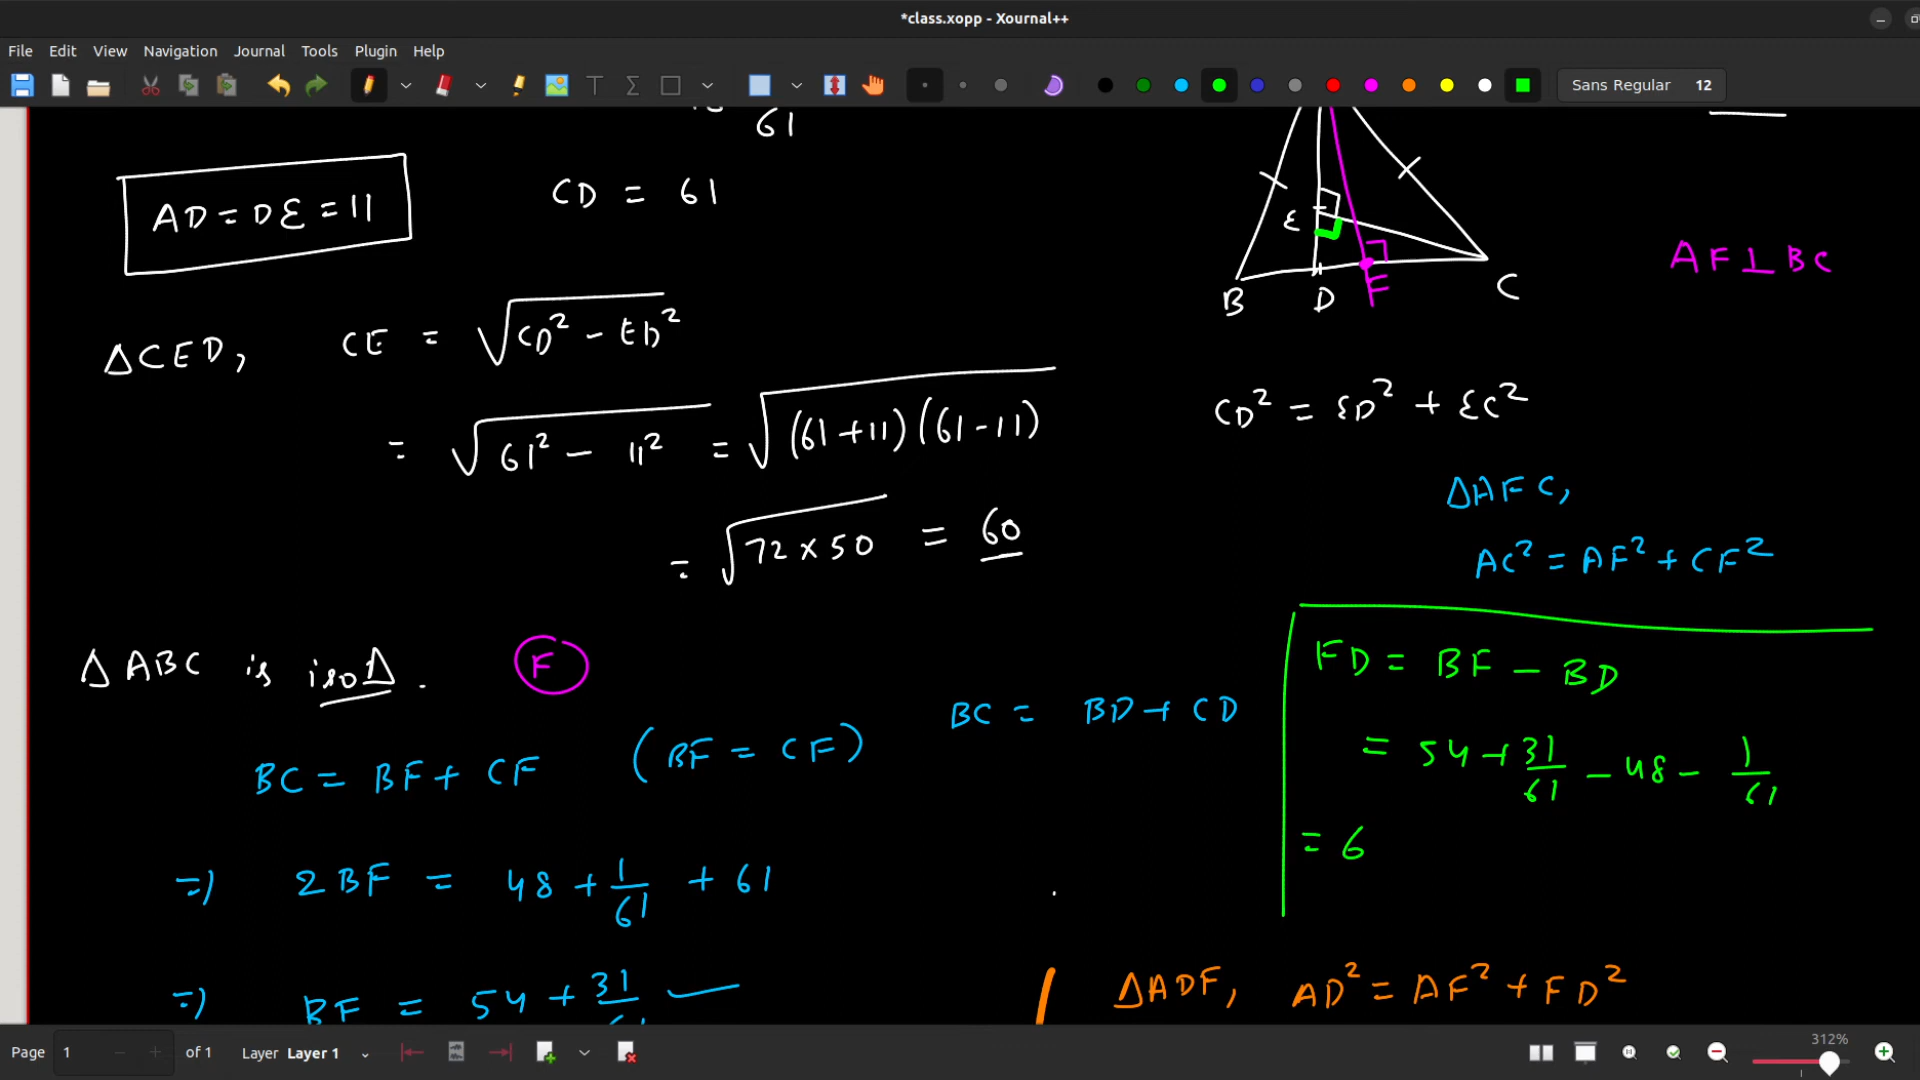 *class.xopp - Xournal++
File Edit View Navigation Journal Tools Plugin Help
Sans Regular 12
61
AD = DE = 11
CD = 61
E
B D F C
AF ⊥ BC
ΔCED, CE = √(CD² - ED²)
= √(61² - 11²) = √((61+11)(61-11))
= √(72 × 50) = 60
CD² = ED² + EC²
ΔAFC,
AC² = AF² + CF²
ΔABC is iso Δ. F
BC = BF + CF (BF = CF)
BC = BD + CD
⇒ 2BF = 48 + 1/61 + 61
⇒ BF = 54 + 31/61
FD = BF - BD
= 54 + 31/61 - 48 - 1/61
= 6
ΔADF, AD² = AF² + FD²
Page 1 of 1 Layer Layer 1 312%